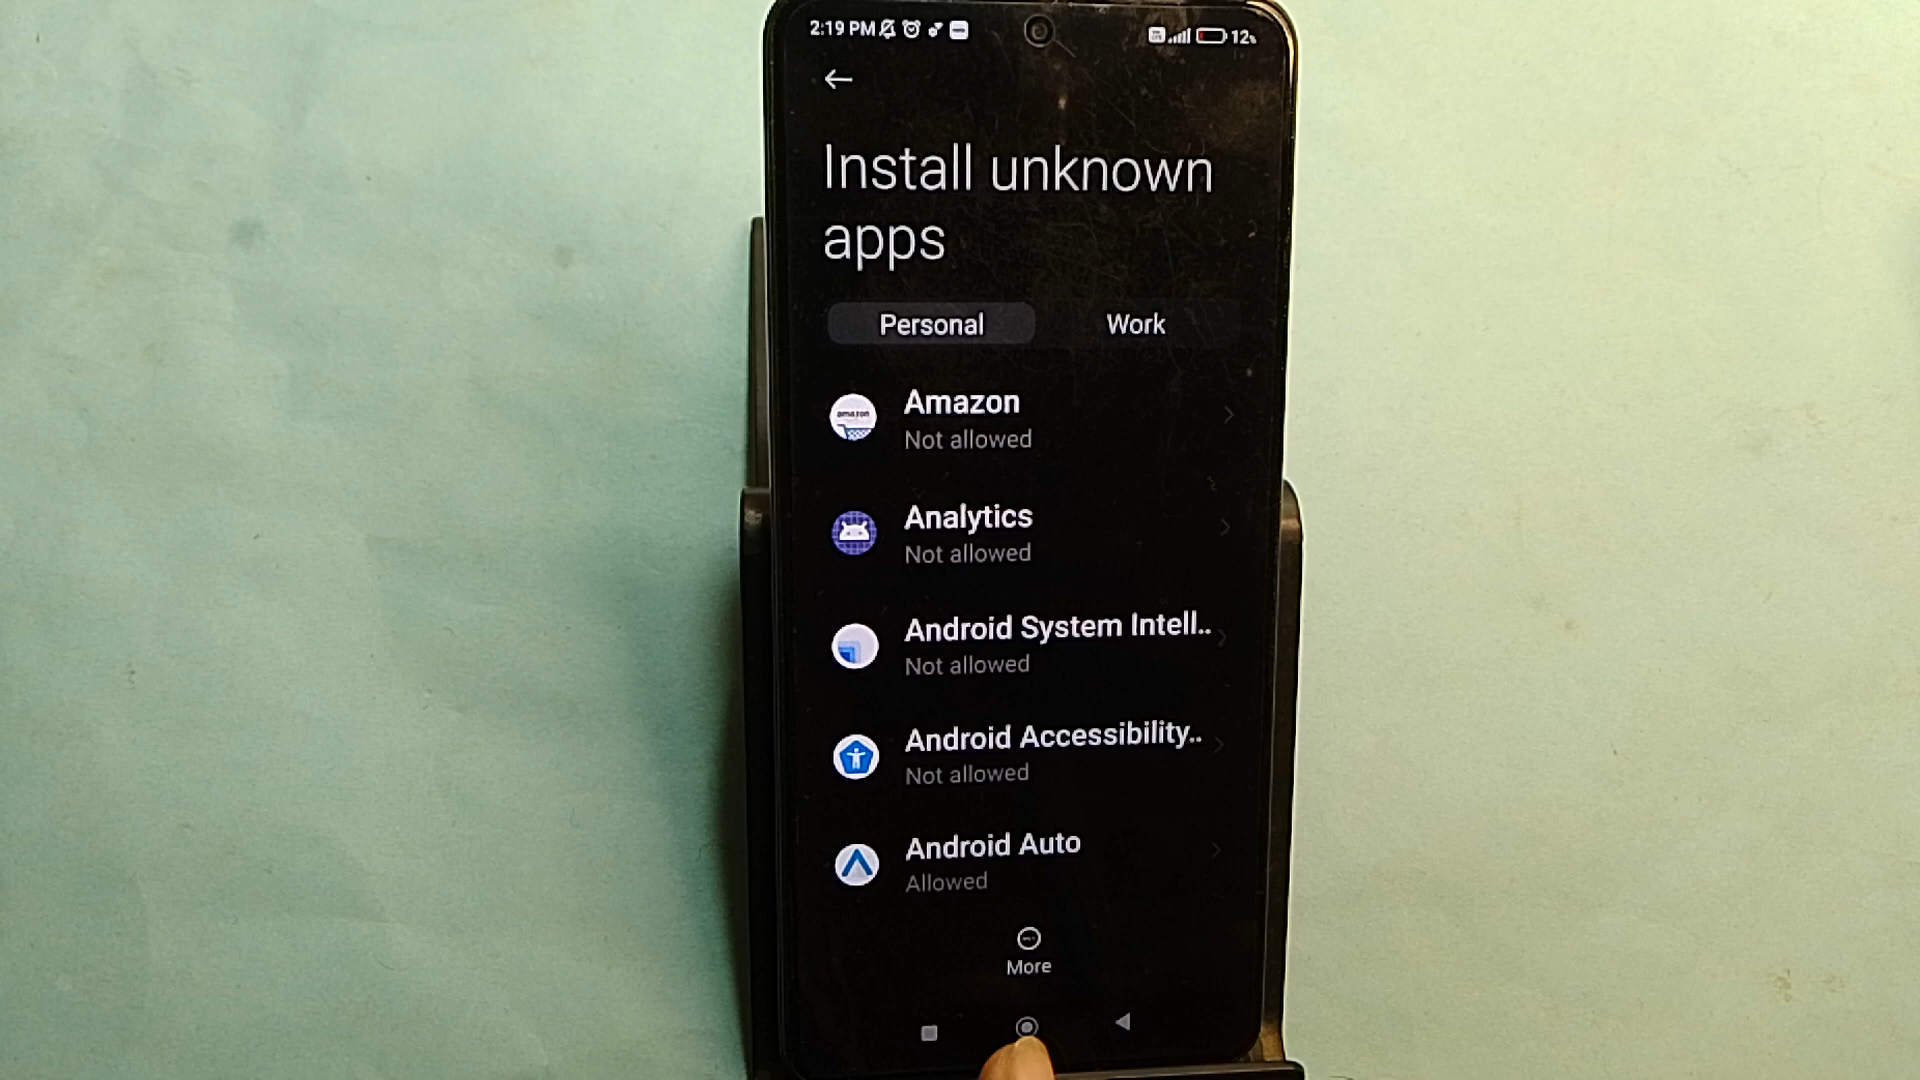 2:19 PM 12%
Install unknown
apps
Personal Work
amazon
Amazon
Not allowed
Analytics
Not allowed
Android System Intell..
Not allowed
Android Accessibility..
Not allowed
Android Auto
Allowed
More